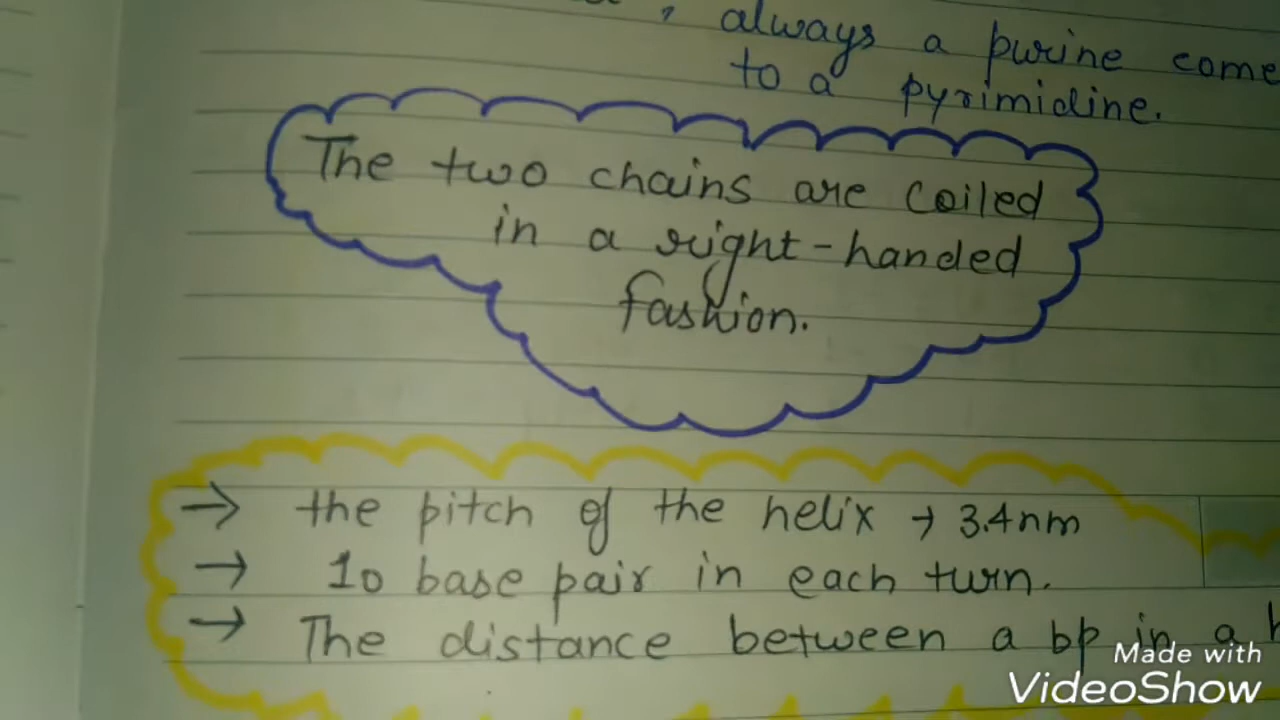 , always a purine come
to a pyrimidine.
The two chains are coiled
in a right-handed
fashion.
→ the pitch of the helix → 3.4nm
→ 10 base pair in each turn.
→ The distance between a bp in a
Made with
VideoShow